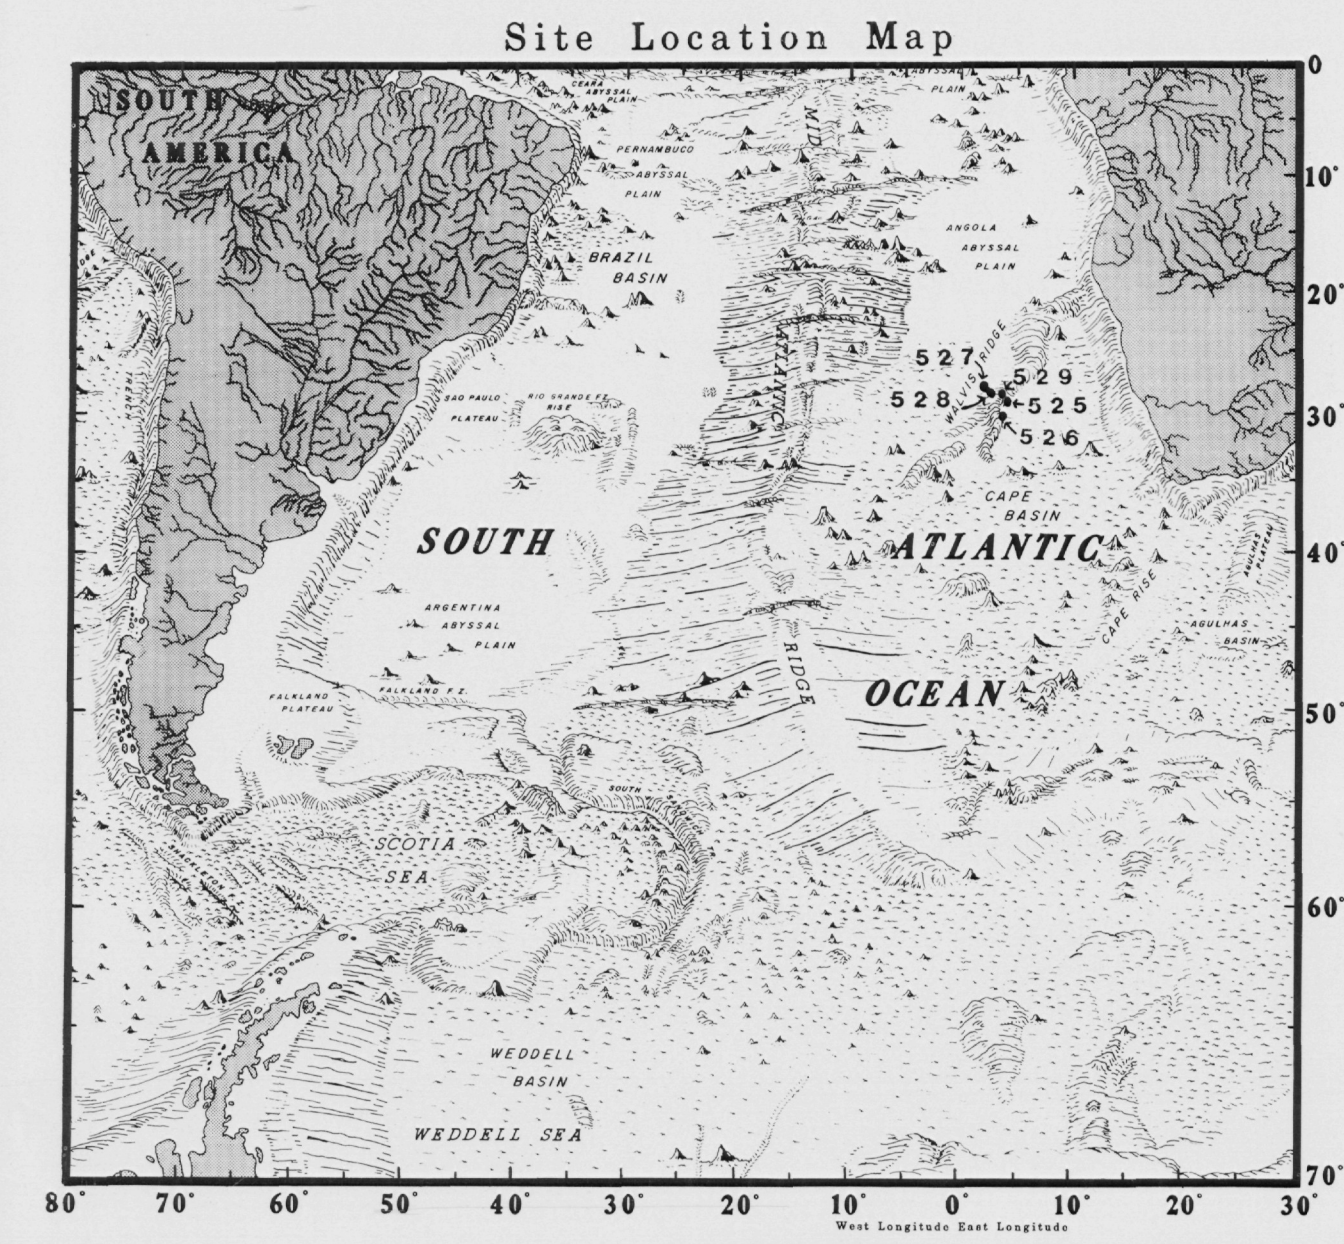 Site Location Map
0
CEARA
ABYSSAL
PLAIN
ABYSSAL
PLAIN
SOUTH
AMERICA
MID
PERNAMBUCO
ABYSSAL
PLAIN
10°
ANGOLA
ABYSSAL
PLAIN
BRAZIL
BASIN
20°
ATLANTIC
WALVIS RIDGE
527
529
528
525
526
TRENCH
SAO PAULO
PLATEAU
RIO GRANDE F.Z.
RISE
30°
CAPE
BASIN
SOUTH
ATLANTIC
40°
AGULHAS
PLATEAU
CAPE RISE
ARGENTINA
ABYSSAL
PLAIN
AGULHAS
BASIN
RIDGE
FALKLAND
PLATEAU
FALKLAND F.Z.
OCEAN
50°
SOUTH
SANDWICH
SCOTIA
SEA
SHACKLETON
60°
WEDDELL
BASIN
WEDDELL SEA
70°
80° 70° 60° 50° 40° 30° 20° 10° 0° 10° 20° 30°
West Longitude East Longitude